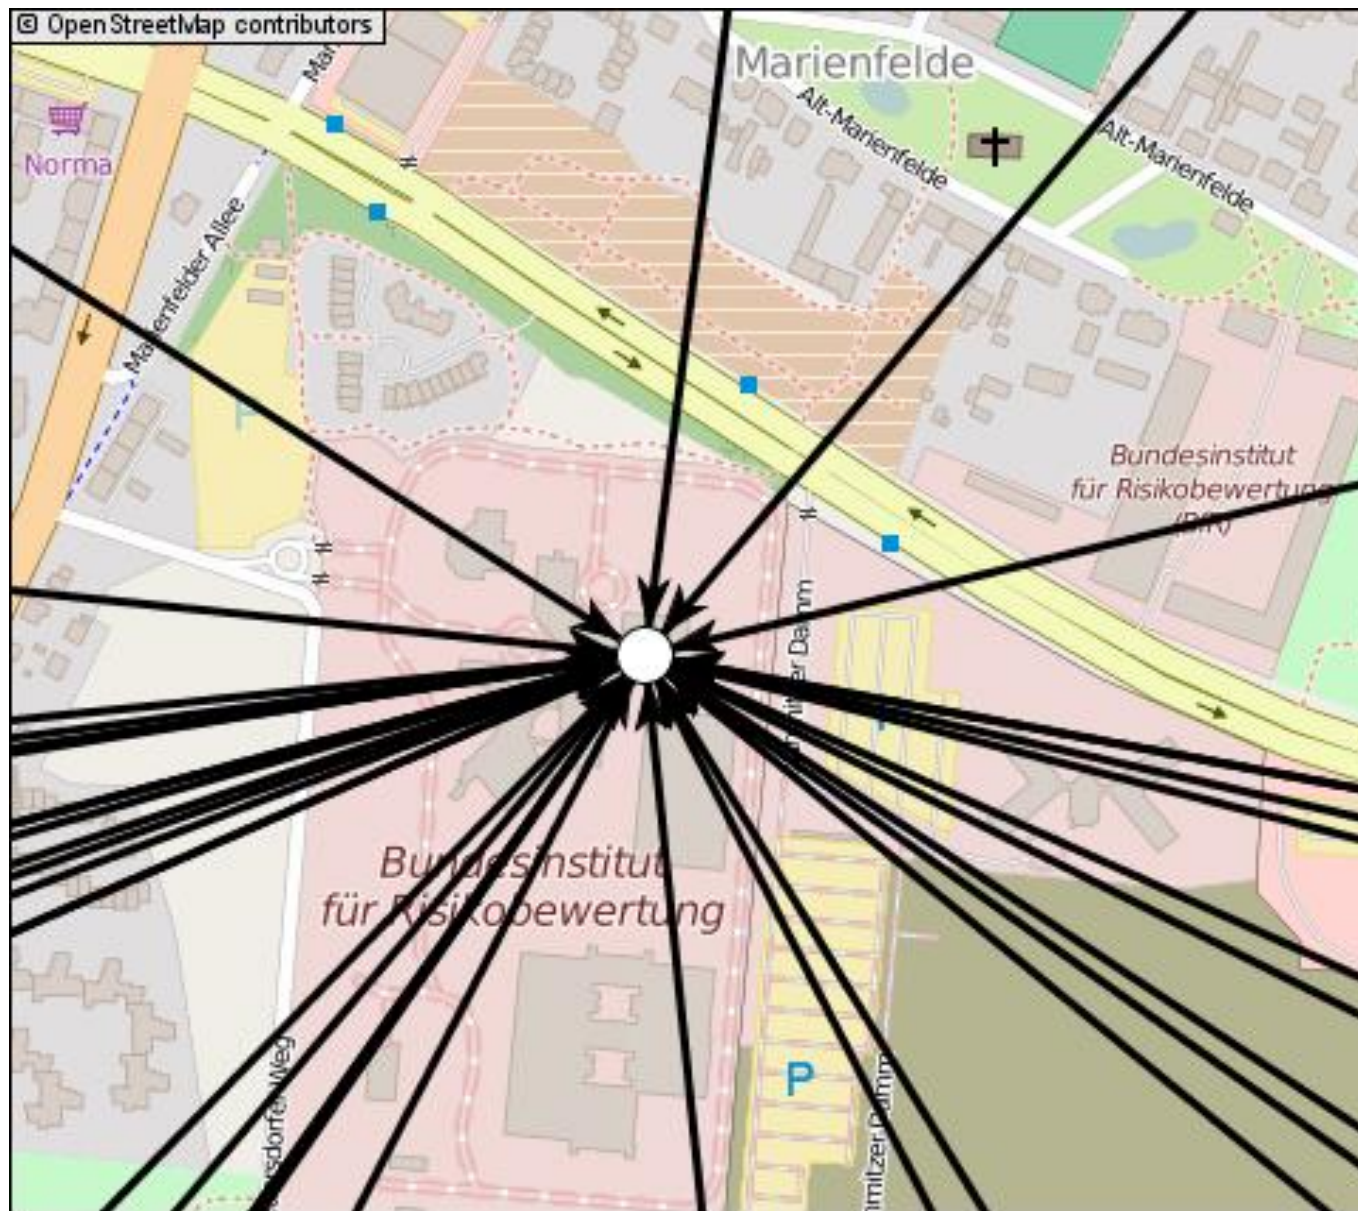 © OpenStreetMap contributors
Marienfelde
Alt-Marienfelde
Alt-Marienfelde
Norma
Marienfelder Allee
Bundesinstitut
für Risikobewertung
(BfR)
Bundesinstitut
für Risikobewertung
P